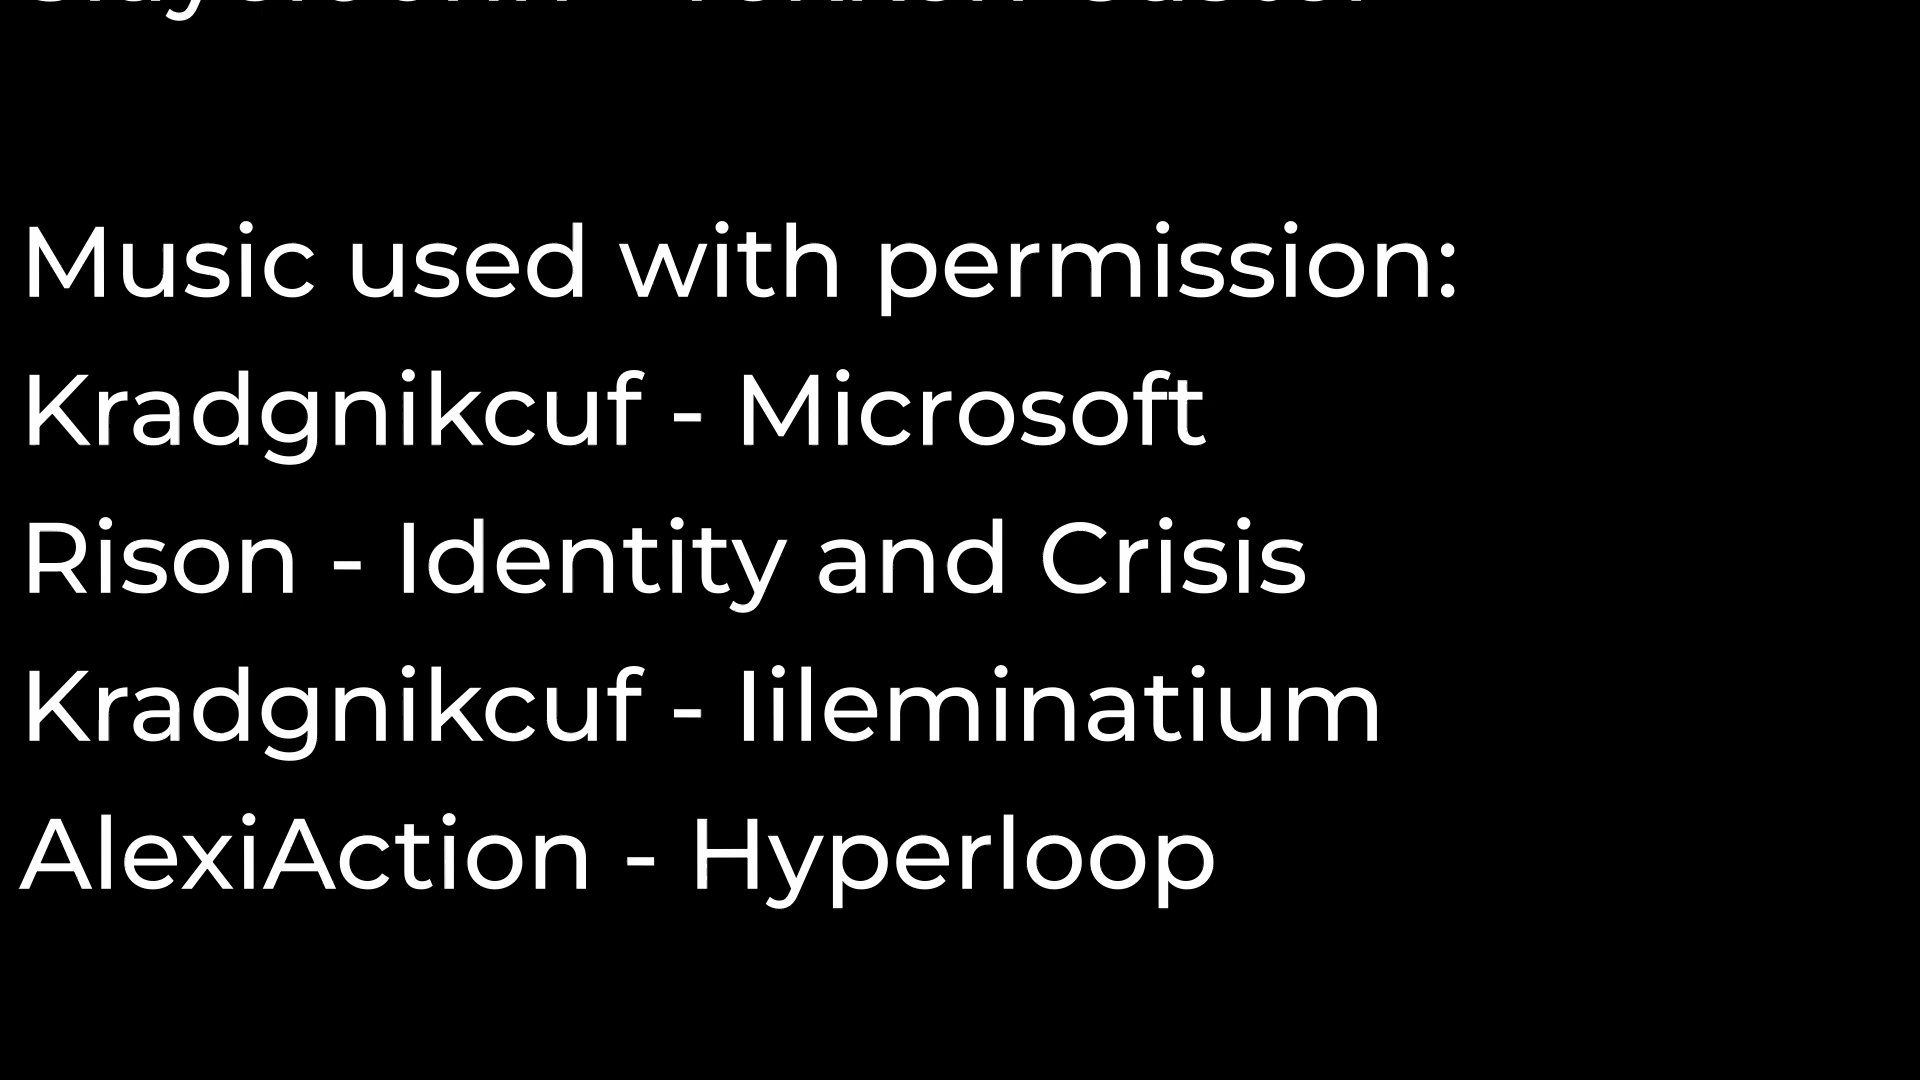 Music used with permission:
Kradgnikcuf - Microsoft
Rison - Identity and Crisis
Kradgnikcuf - Iileminatium
AlexiAction - Hyperloop